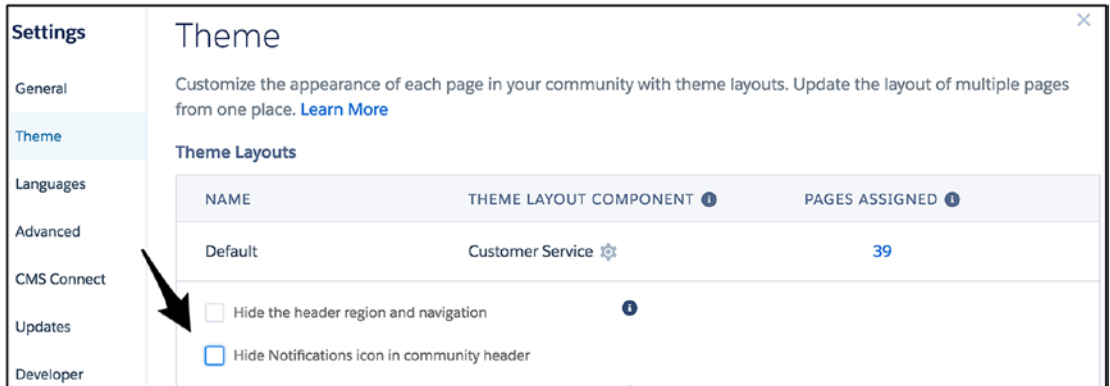 Settings
General
Theme
Languages
Advanced
CMS Connect
Updates
Developer
Theme
Customize the appearance of each page in your community with theme layouts. Update the layout of multiple pages
from one place. Learn More
Theme Layouts
NAME THEME LAYOUT COMPONENT PAGES ASSIGNED
Default Customer Service 39
Hide the header region and navigation
Hide Notifications icon in community header